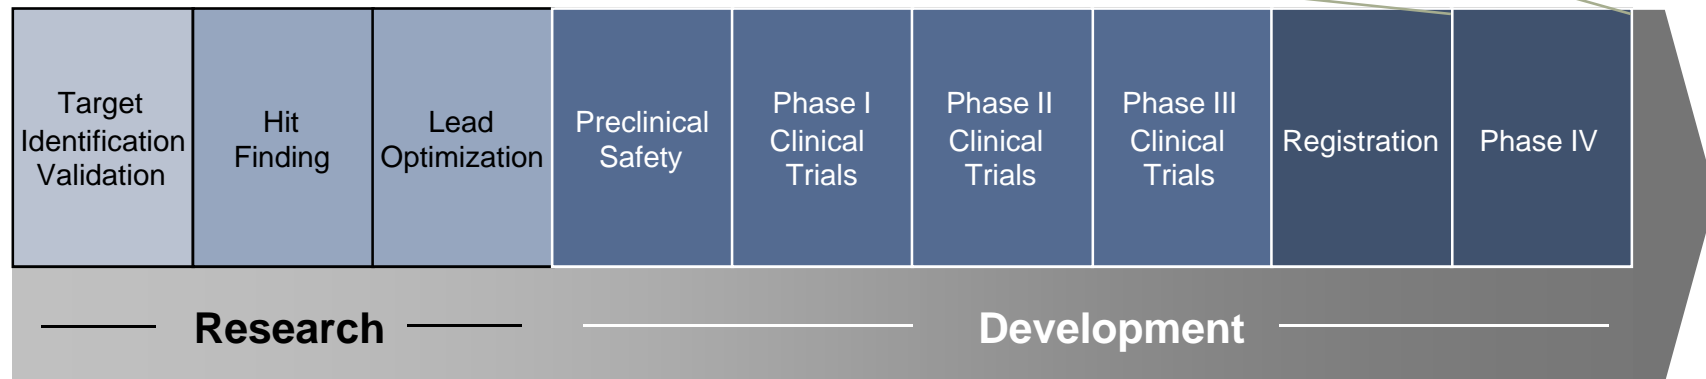 Target
Identification
Validation
Hit
Finding
Lead
Optimization
Preclinical
Safety
Phase I
Clinical
Trials
Phase II
Clinical
Trials
Phase III
Clinical
Trials
Registration
Phase IV
Research
Development